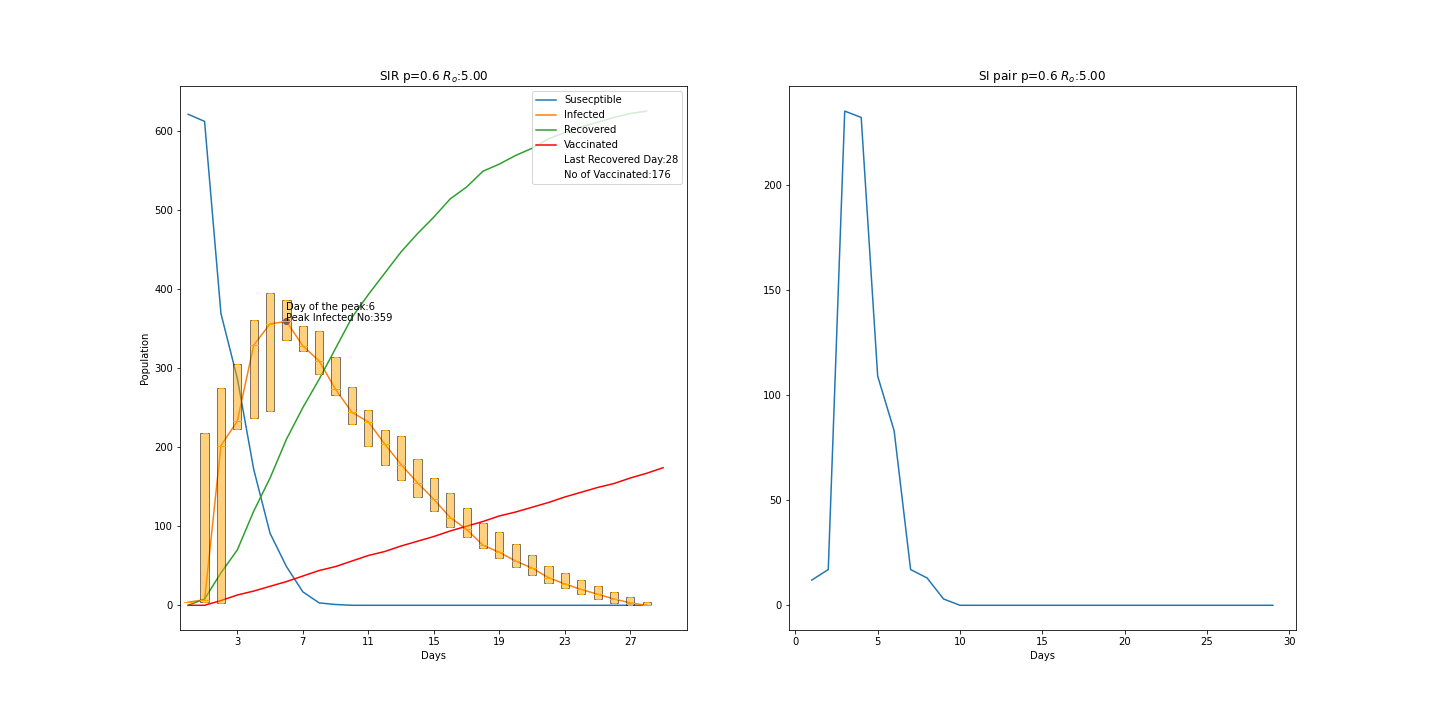 SIR p=0.6 Rₒ:5.00
Susecptible
Infected
Recovered
Vaccinated
Last Recovered Day:28
No of Vaccinated:176
Day of the peak:6
Peak Infected No:359
Population
600
500
400
300
200
100
0
3 7 11 15 19 23 27
Days
SI pair p=0.6 Rₒ:5.00
200
150
100
50
0
0 5 10 15 20 25 30
Days